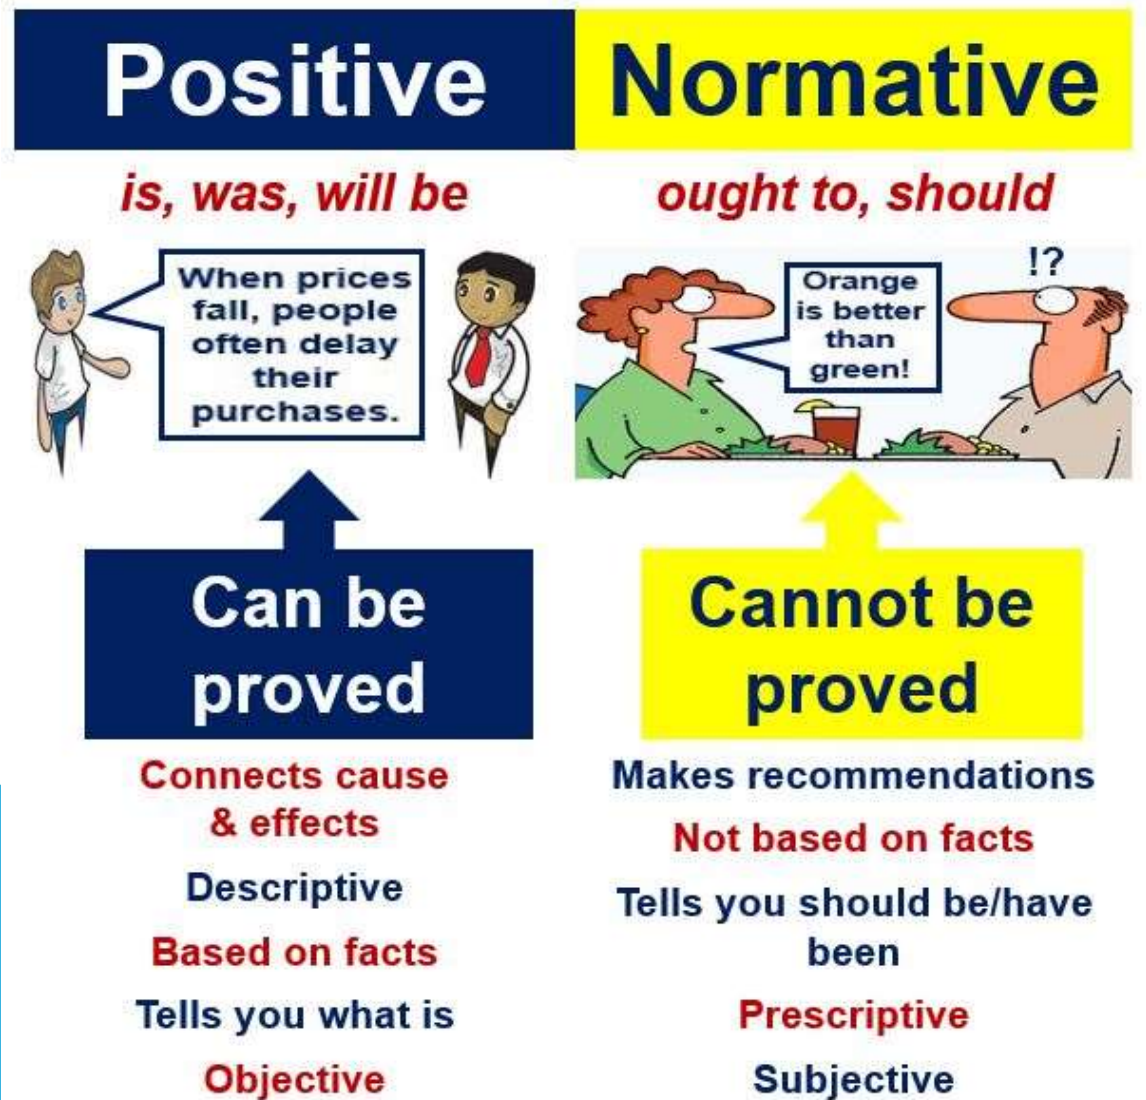 Positive
is, was, will be
When prices
fall, people
often delay
their
purchases.
Can be
proved
Connects cause
& effects
Descriptive
Based on facts
Tells you what is
Objective
Normative
ought to, should
Orange
is better
than
green!
!?
Cannot be
proved
Makes recommendations
Not based on facts
Tells you should be/have
been
Prescriptive
Subjective